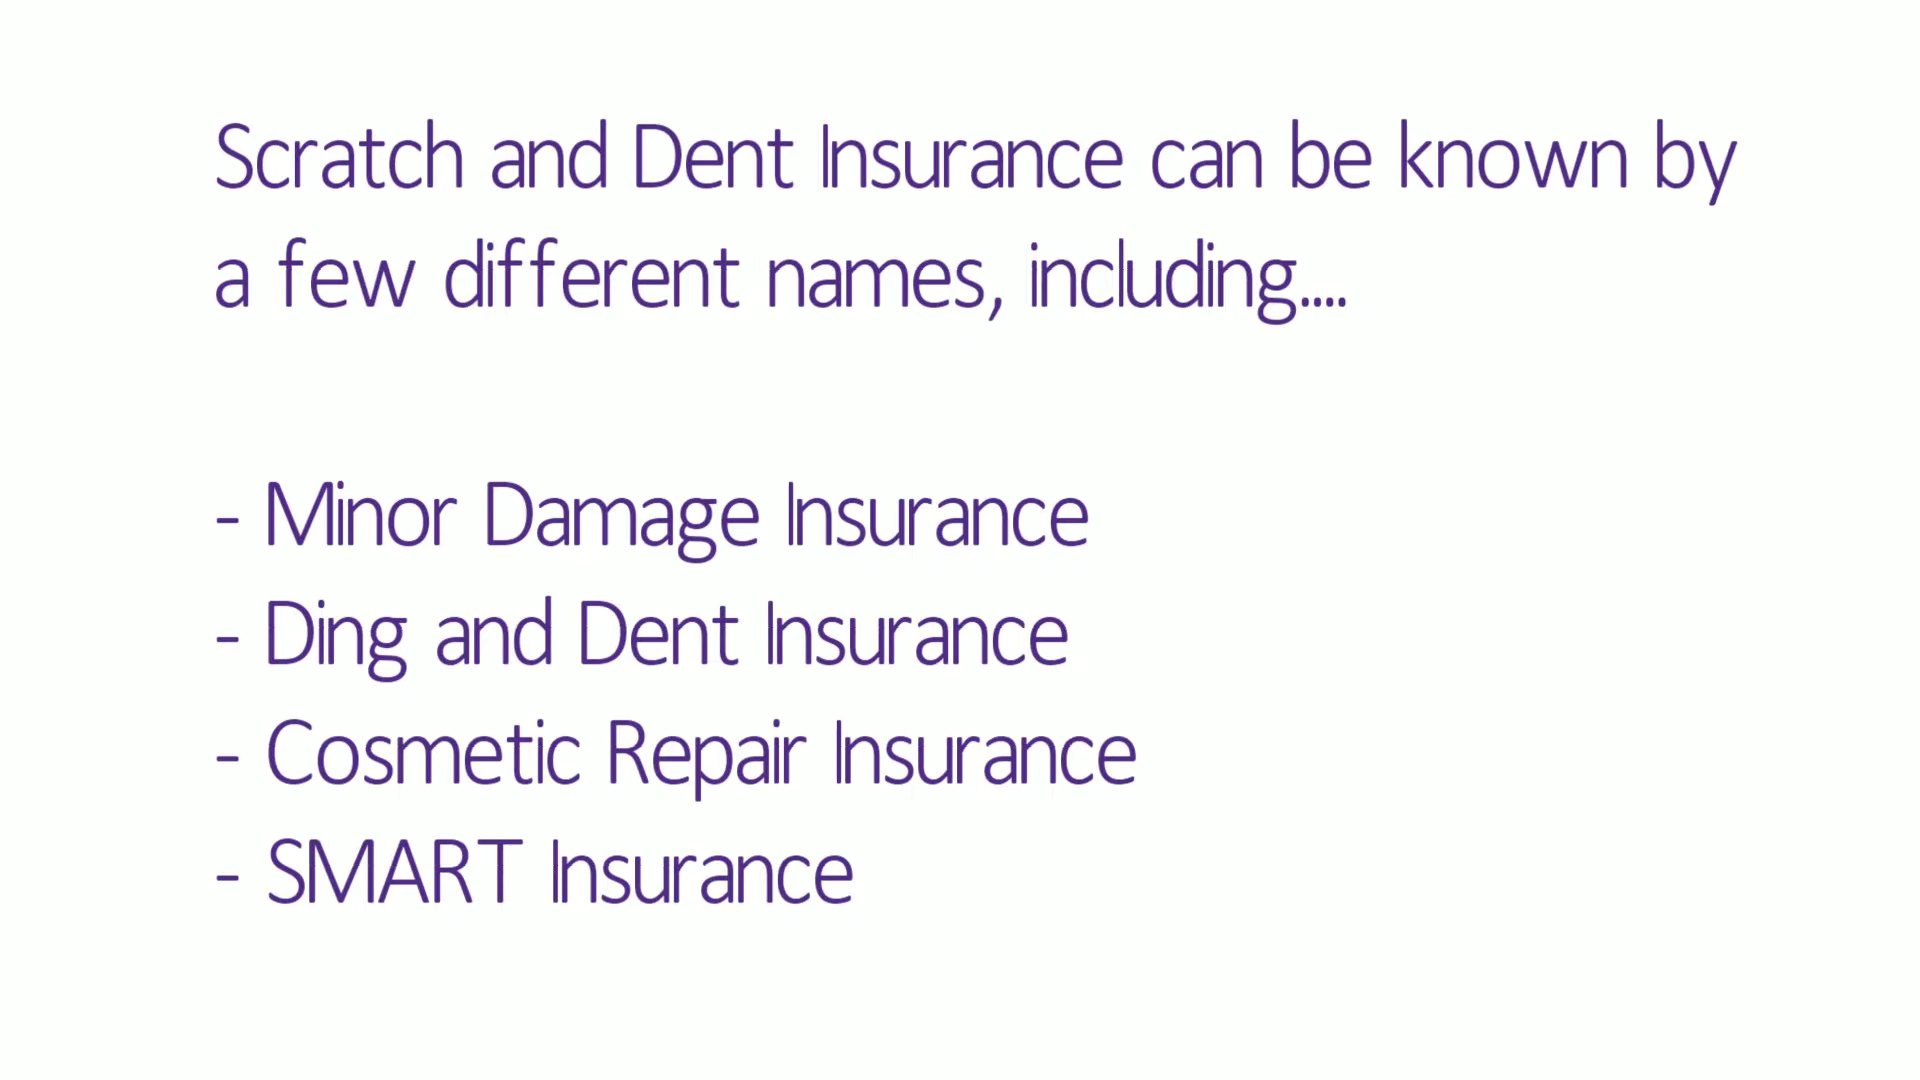 Scratch and Dent Insurance can be known by
a few different names, including....
- Minor Damage Insurance
- Ding and Dent Insurance
- Cosmetic Repair Insurance
- SMART Insurance